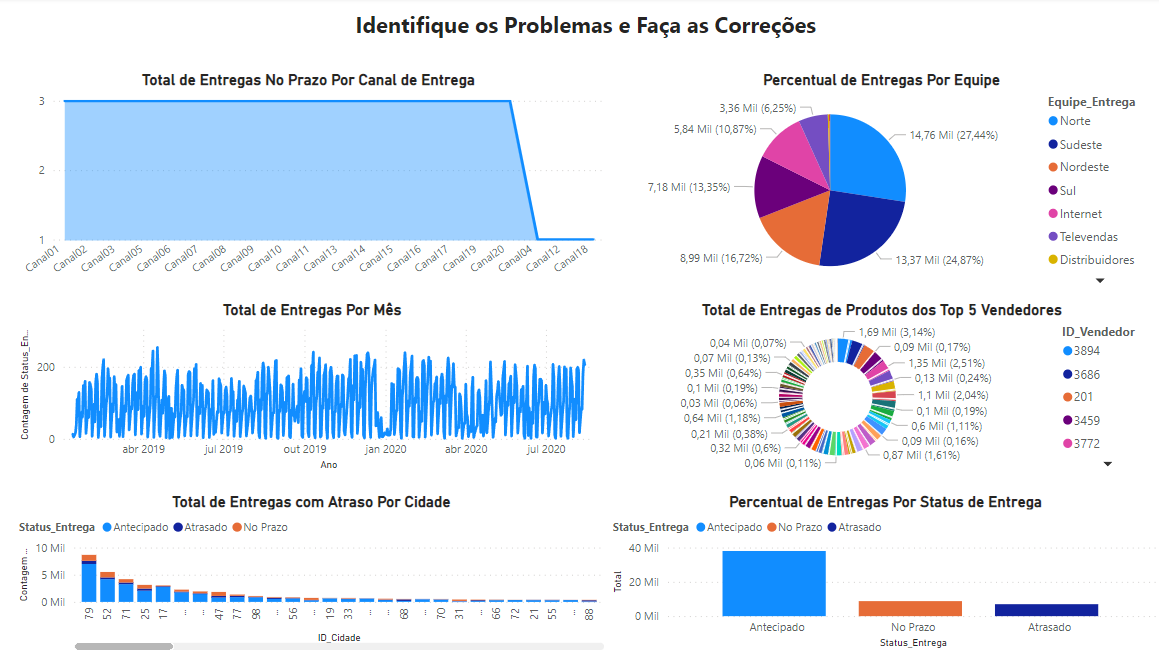 Identifique os Problemas e Faça as Correções
Total de Entregas No Prazo Por Canal de Entrega
3
2
1
Canal01 Canal02 Canal03 Canal05 Canal06 Canal07 Canal08 Canal09 Canal10 Canal11 Canal13 Canal14 Canal15 Canal16 Canal17 Canal19 Canal20 Canal04 Canal12 Canal18
Percentual de Entregas Por Equipe
3,36 Mil (6,25%)
5,84 Mil (10,87%)
7,18 Mil (13,35%)
8,99 Mil (16,72%)
14,76 Mil (27,44%)
13,37 Mil (24,87%)
Equipe_Entrega
Norte
Sudeste
Nordeste
Sul
Internet
Televendas
Distribuidores
Total de Entregas Por Mês
Contagem de Status_En...
200
0
abr 2019 jul 2019 out 2019 jan 2020 abr 2020 jul 2020
Ano
Total de Entregas de Produtos dos Top 5 Vendedores
0,04 Mil (0,07%)
0,07 Mil (0,13%)
0,35 Mil (0,64%)
0,1 Mil (0,19%)
0,03 Mil (0,06%)
0,64 Mil (1,18%)
0,21 Mil (0,38%)
0,32 Mil (0,6%)
0,06 Mil (0,11%)
1,69 Mil (3,14%)
0,09 Mil (0,17%)
1,35 Mil (2,51%)
0,13 Mil (0,24%)
1,1 Mil (2,04%)
0,1 Mil (0,19%)
0,6 Mil (1,11%)
0,09 Mil (0,16%)
0,87 Mil (1,61%)
ID_Vendedor
3894
3686
201
3459
3772
Total de Entregas com Atraso Por Cidade
Status_Entrega Antecipado Atrasado No Prazo
Contagem ...
10 Mil
5 Mil
0 Mil
79 52 71 25 17 ... ... 47 77 98 ... 56 ... 19 33 ... ... 68 ... 70 31 ... 66 72 21 55 ... 88
ID_Cidade
Percentual de Entregas Por Status de Entrega
Status_Entrega Antecipado No Prazo Atrasado
Total
40 Mil
20 Mil
0 Mil
Antecipado No Prazo Atrasado
Status_Entrega